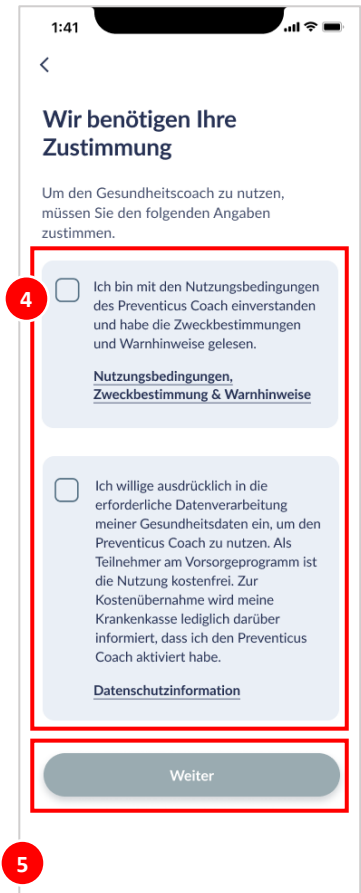 1:41
Wir benötigen Ihre
Zustimmung
Um den Gesundheitscoach zu nutzen,
müssen Sie den folgenden Angaben
zustimmen.
4
Ich bin mit den Nutzungsbedingungen
des Preventicus Coach einverstanden
und habe die Zweckbestimmungen
und Warnhinweise gelesen.
Nutzungsbedingungen,
Zweckbestimmung & Warnhinweise
Ich willige ausdrücklich in die
erforderliche Datenverarbeitung
meiner Gesundheitsdaten ein, um den
Preventicus Coach zu nutzen. Als
Teilnehmer am Vorsorgeprogramm ist
die Nutzung kostenfrei. Zur
Kostenübernahme wird meine
Krankenkasse lediglich darüber
informiert, dass ich den Preventicus
Coach aktiviert habe.
Datenschutzinformation
Weiter
5